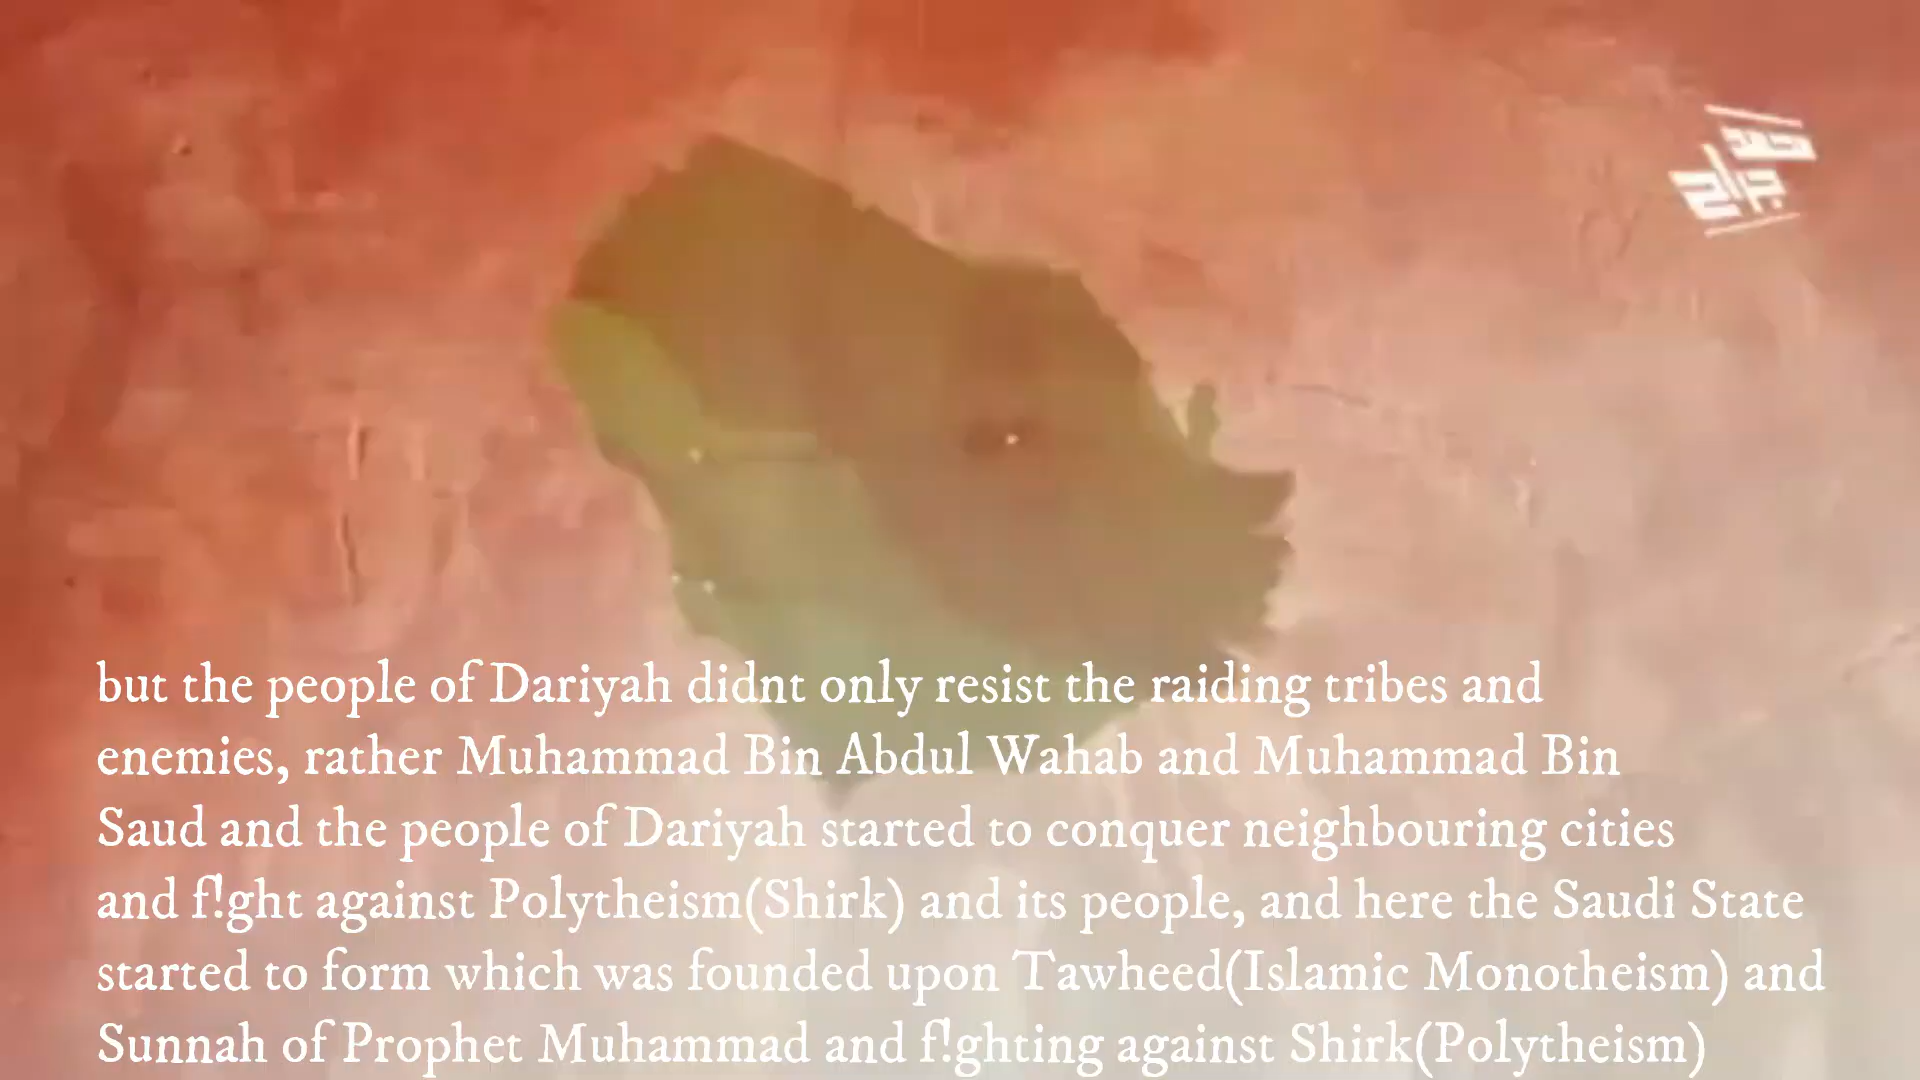 but the people of Dariyah didnt only resist the raiding tribes and
enemies, rather Muhammad Bin Abdul Wahab and Muhammad Bin
Saud and the people of Dariyah started to conquer neighbouring cities
and f!ght against Polytheism(Shirk) and its people, and here the Saudi State
started to form which was founded upon Tawheed(Islamic Monotheism) and
Sunnah of Prophet Muhammad and f!ghting against Shirk(Polytheism)